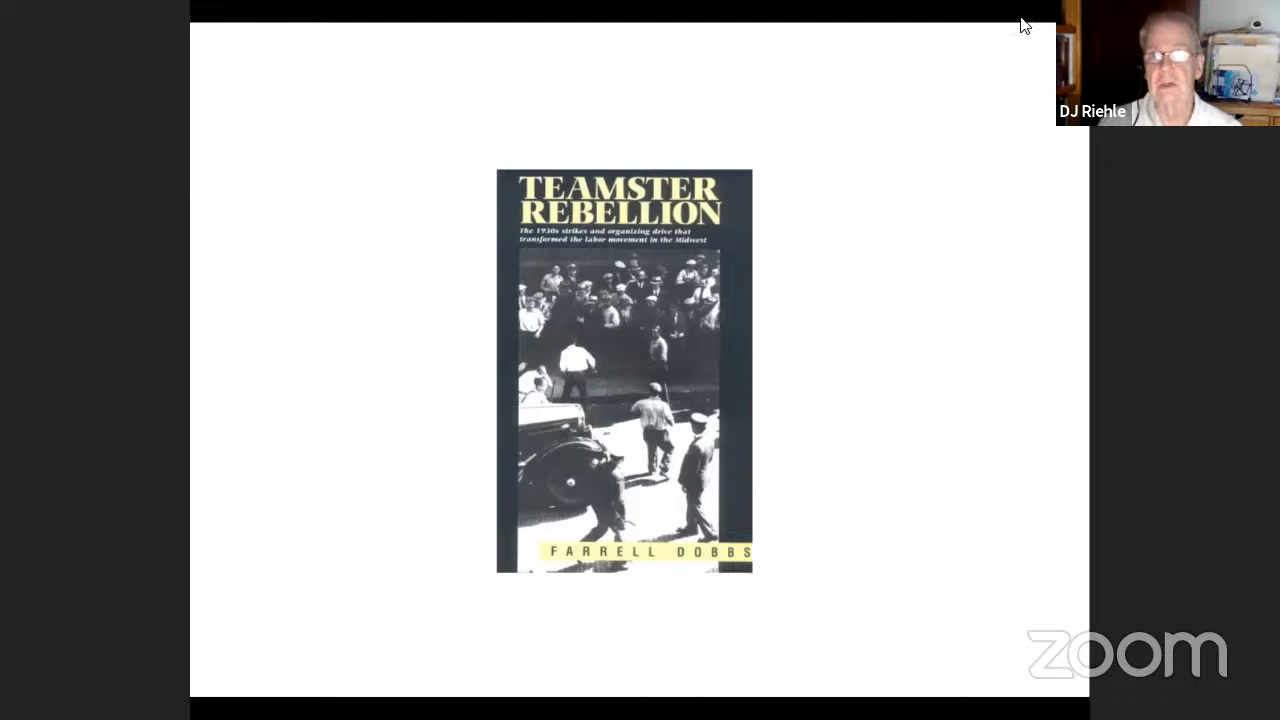 DJ Riehle
TEAMSTER
REBELLION
The 1930s strikes and organizing drive that
transformed the labor movement in the Midwest
FARRELL DOBBS
zoom